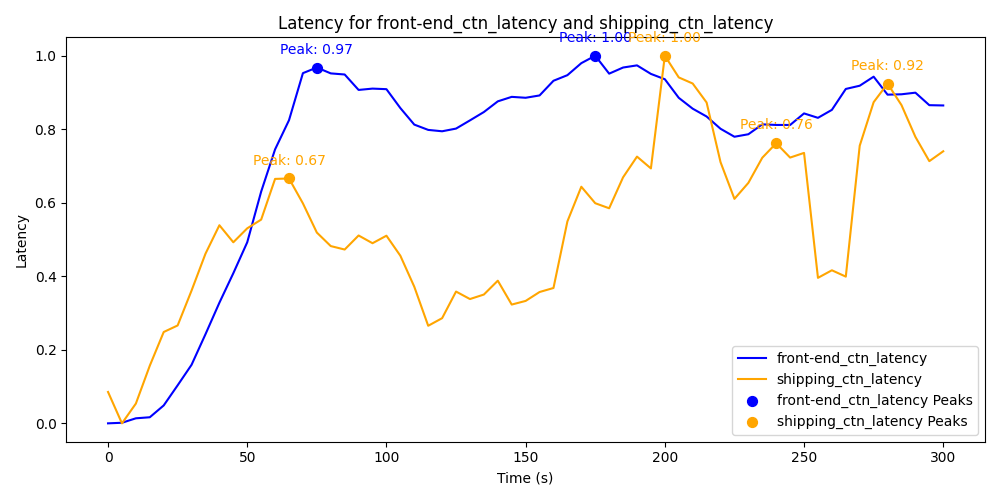 Latency for front-end_ctn_latency and shipping_ctn_latency
Peak: 0.97
Peak: 1.00
Peak: 1.00
Peak: 0.92
Peak: 0.76
Peak: 0.67
Latency
1.0
0.8
0.6
0.4
0.2
0.0
front-end_ctn_latency
shipping_ctn_latency
front-end_ctn_latency Peaks
shipping_ctn_latency Peaks
0 50 100 150 200 250 300
Time (s)